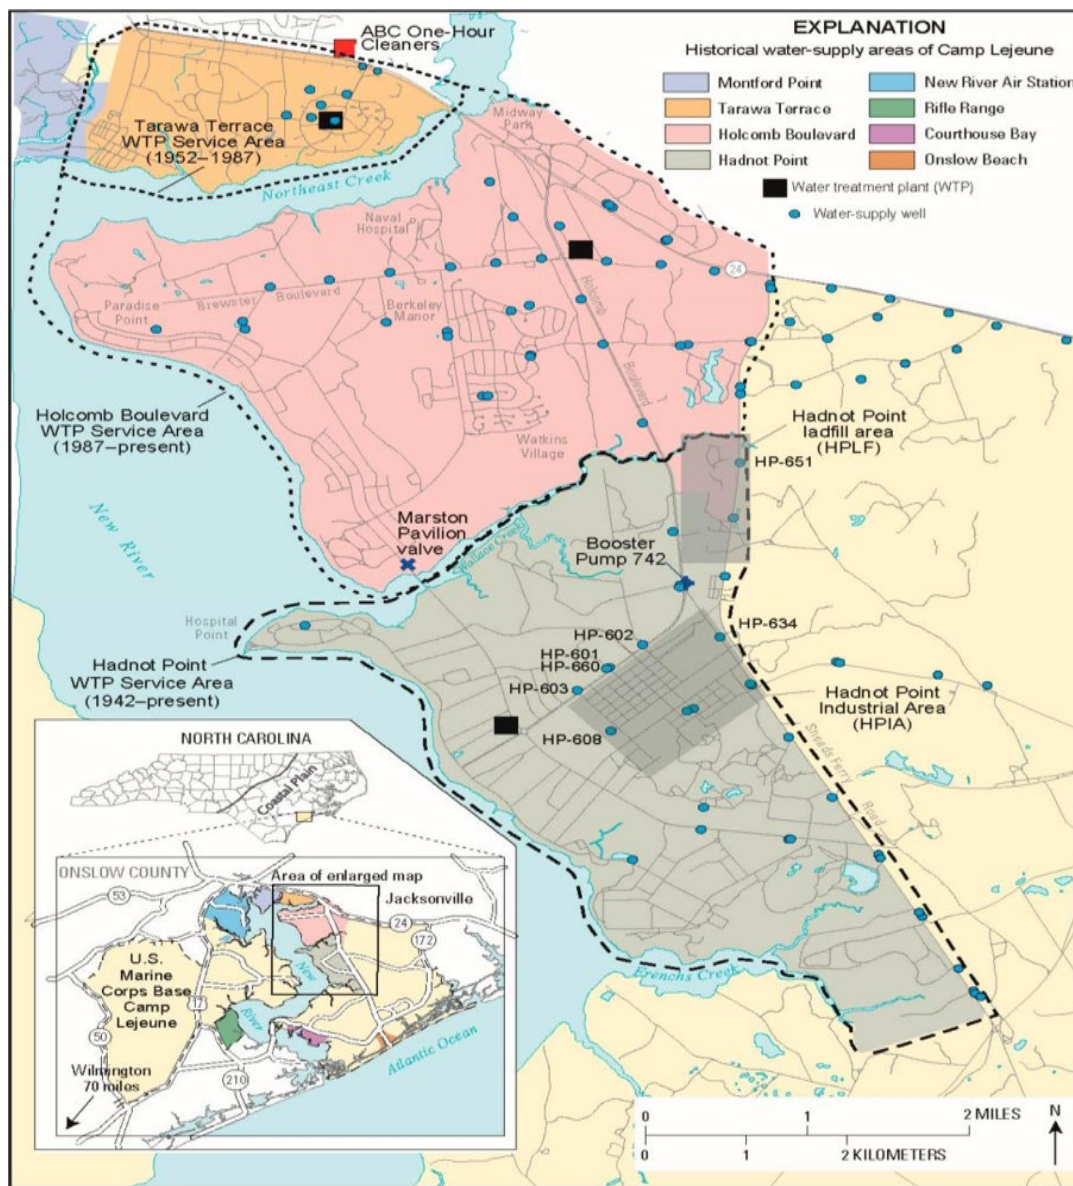 ABC One-Hour
Cleaners
EXPLANATION
Historical water-supply areas of Camp Lejeune
Montford Point
New River Air Station
Tarawa Terrace
Rifle Range
Holcomb Boulevard
Courthouse Bay
Hadnot Point
Onslow Beach
Water treatment plant (WTP)
Water-supply well
Tarawa Terrace
WTP Service Area
(1952–1987)
Northeast Creek
Midway
Park
Naval
Hospital
24
Holcomb
Boulevard
Paradise
Point
Brewster
Boulevard
Berkeley
Manor
Holcomb Boulevard
WTP Service Area
(1987–present)
Watkins
Village
Hadnot Point
ladfill area
(HPLF)
HP-651
New River
Marston
Pavilion
valve
Wallace Creek
Booster
Pump 742
Hospital
Point
HP-602
HP-634
HP-601
HP-660
HP-603
HP-608
Hadnot Point
WTP Service Area
(1942–present)
Hadnot Point
Industrial Area
(HPIA)
Sneads Ferry
Road
Frenchs Creek
NORTH CAROLINA
Coastal Plain
ONSLOW COUNTY
Area of enlarged map
Jacksonville
53
24
172
U.S.
Marine
Corps Base
Camp
Lejeune
17
New
River
50
210
Atlantic Ocean
Wilmington
70 miles
0 1 2 MILES
0 1 2 KILOMETERS
N